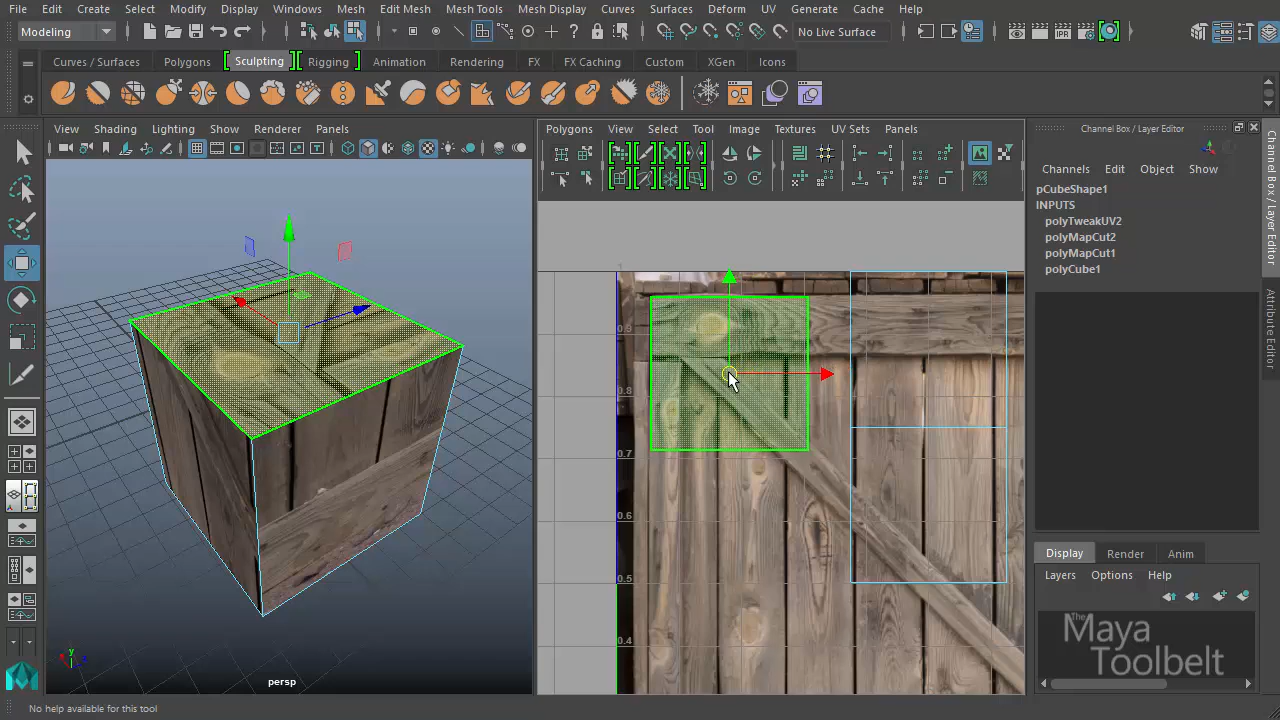 File Edit Create Select Modify Display Windows Mesh Edit Mesh Mesh Tools Mesh Display Curves Surfaces Deform UV Generate Cache Help
Modeling No Live Surface IPR
Curves / Surfaces Polygons Sculpting Rigging Animation Rendering FX FX Caching Custom XGen Icons
View Shading Lighting Show Renderer Panels
Polygons View Select Tool Image Textures UV Sets Panels
Channel Box / Layer Editor
Channels Edit Object Show
pCubeShape1
INPUTS
polyTweakUV2
polyMapCut2
polyMapCut1
polyCube1
Channel Box / Layer Editor
Attribute Editor
1
0.9
0.8
0.7
0.6
0.5
0.4
y
z
persp
Display Render Anim
Layers Options Help
The
Maya
Toolbelt
No help available for this tool